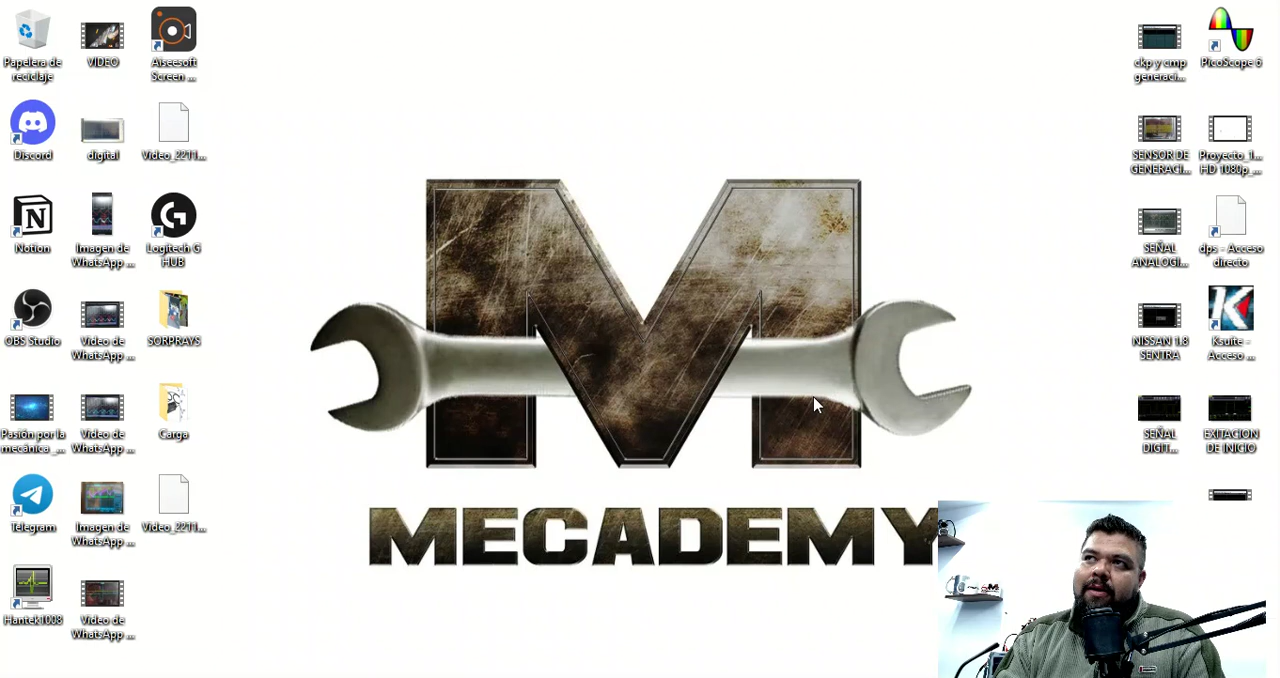 Papelera de
reciclaje
VIDEO
Aiseesoft
Screen ...
Discord
digital
Video_2211...
Notion
Imagen de
WhatsApp ...
Logitech G
HUB
OBS Studio
Video de
WhatsApp ...
SORPRAYS
Pasión por la
mecánica_...
Video de
WhatsApp ...
Carga
Telegram
Imagen de
WhatsApp ...
Video_2211...
Hantek1008
Video de
WhatsApp ...
MECADEMY
ckp y cmp
generaci...
PicoScope 6
SENSOR DE
GENERACI...
Proyecto_1...
HD 1080p_...
SEÑAL
ANALOGI...
dps - Acceso
directo
NISSAN 1.8
SENTRA
Ksuite -
Acceso ...
SEÑAL
DIGIT...
EXITACION
DE INICIO